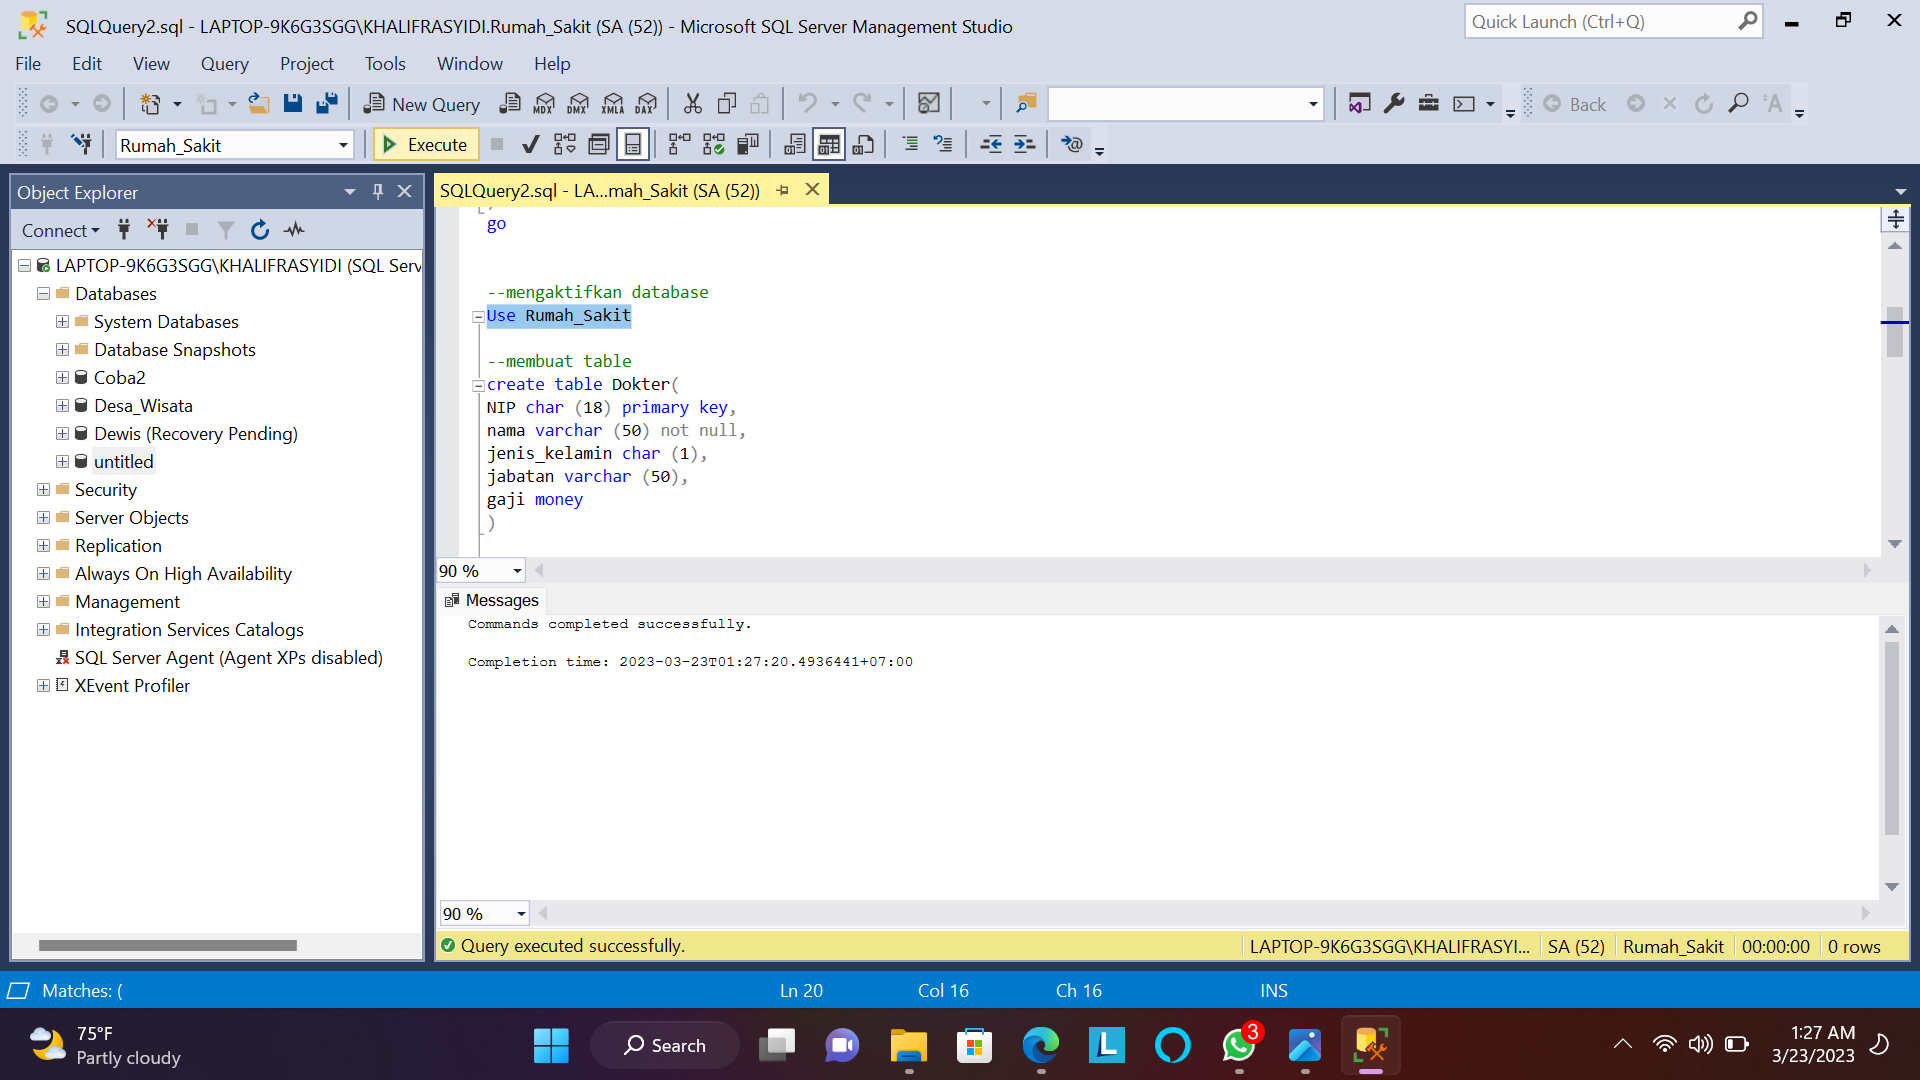 SQLQuery2.sql - LAPTOP-9K6G3SGG\KHALIFRASYIDI.Rumah_Sakit (SA (52)) - Microsoft SQL Server Management Studio
Quick Launch (Ctrl+Q)
File Edit View Query Project Tools Window Help
New Query
MDX DMX XMLA DAX
Back
Rumah_Sakit
Execute
Object Explorer
SQLQuery2.sql - LA...mah_Sakit (SA (52))
Connect
LAPTOP-9K6G3SGG\KHALIFRASYIDI (SQL Serv
Databases
System Databases
Database Snapshots
Coba2
Desa_Wisata
Dewis (Recovery Pending)
untitled
Security
Server Objects
Replication
Always On High Availability
Management
Integration Services Catalogs
SQL Server Agent (Agent XPs disabled)
XEvent Profiler
go
--mengaktifkan database
Use Rumah_Sakit
--membuat table
create table Dokter(
NIP char (18) primary key,
nama varchar (50) not null,
jenis_kelamin char (1),
jabatan varchar (50),
gaji money
)
90 %
Messages
Commands completed successfully.
Completion time: 2023-03-23T01:27:20.4936441+07:00
90 %
Query executed successfully.
LAPTOP-9K6G3SGG\KHALIFRASYI... SA (52) Rumah_Sakit 00:00:00 0 rows
Matches: (
Ln 20 Col 16 Ch 16 INS
75°F
Partly cloudy
Search
L
3
1:27 AM
3/23/2023